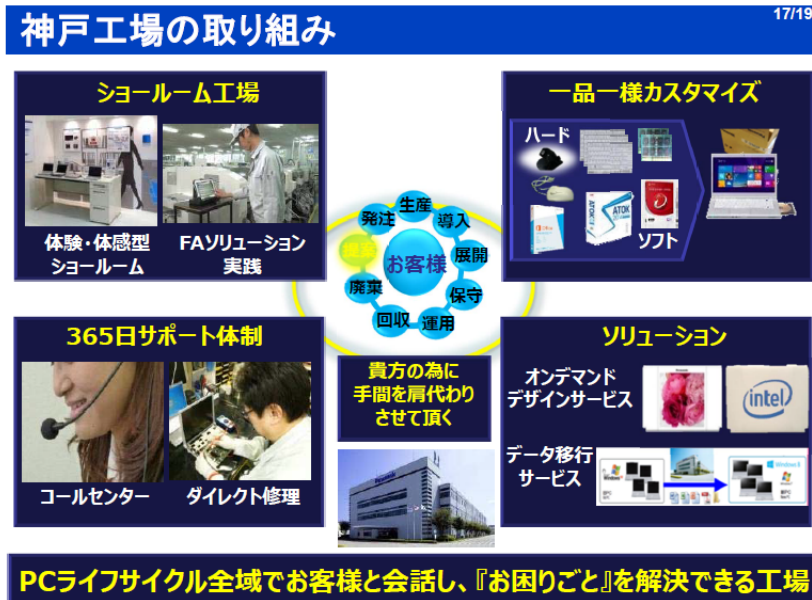 神戸工場の取り組み
17/19
ショールーム工場
体験・体感型
ショールーム
FAソリューション
実践
一品一様カスタマイズ
ハード
ATOK
ソフト
お客様
生産
導入
展開
保守
運用
回収
廃棄
提案
発注
365日サポート体制
コールセンター
ダイレクト修理
貴方の為に
手間を肩代わり
させて頂く
Panasonic
ソリューション
オンデマンド
デザインサービス
intel
データ移行
サービス
Windows
Windows 8
PCライフサイクル全域でお客様と会話し、『お困りごと』を解決できる工場